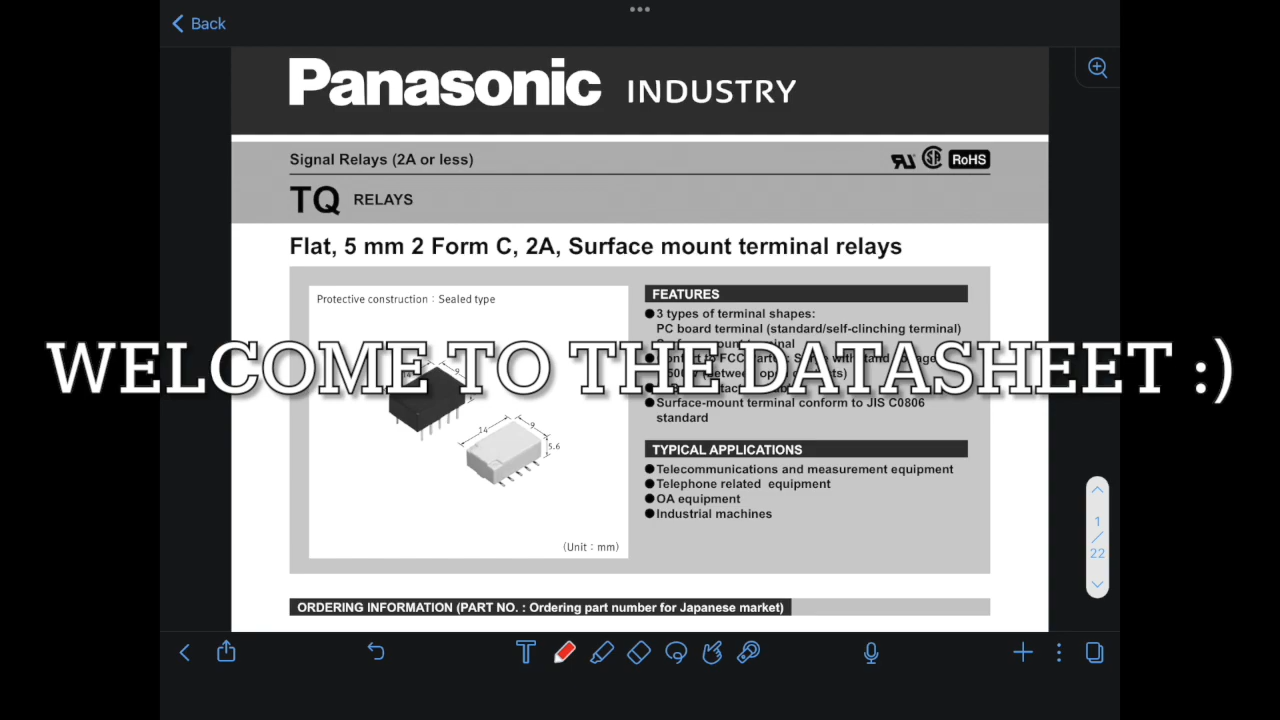 Back
Panasonic INDUSTRY
Signal Relays (2A or less)
RoHS
TQ RELAYS
Flat, 5 mm 2 Form C, 2A, Surface mount terminal relays
Protective construction : Sealed type
FEATURES
●3 types of terminal shapes:
PC board terminal (standard/self-clinching terminal)
WELCOME TO THE DATASHEET :)
●Surface-mount terminal conform to JIS C0806
standard
14
9
5.6
TYPICAL APPLICATIONS
●Telecommunications and measurement equipment
●Telephone related equipment
●OA equipment
●Industrial machines
(Unit : mm)
1
/
22
ORDERING INFORMATION (PART NO. : Ordering part number for Japanese market)